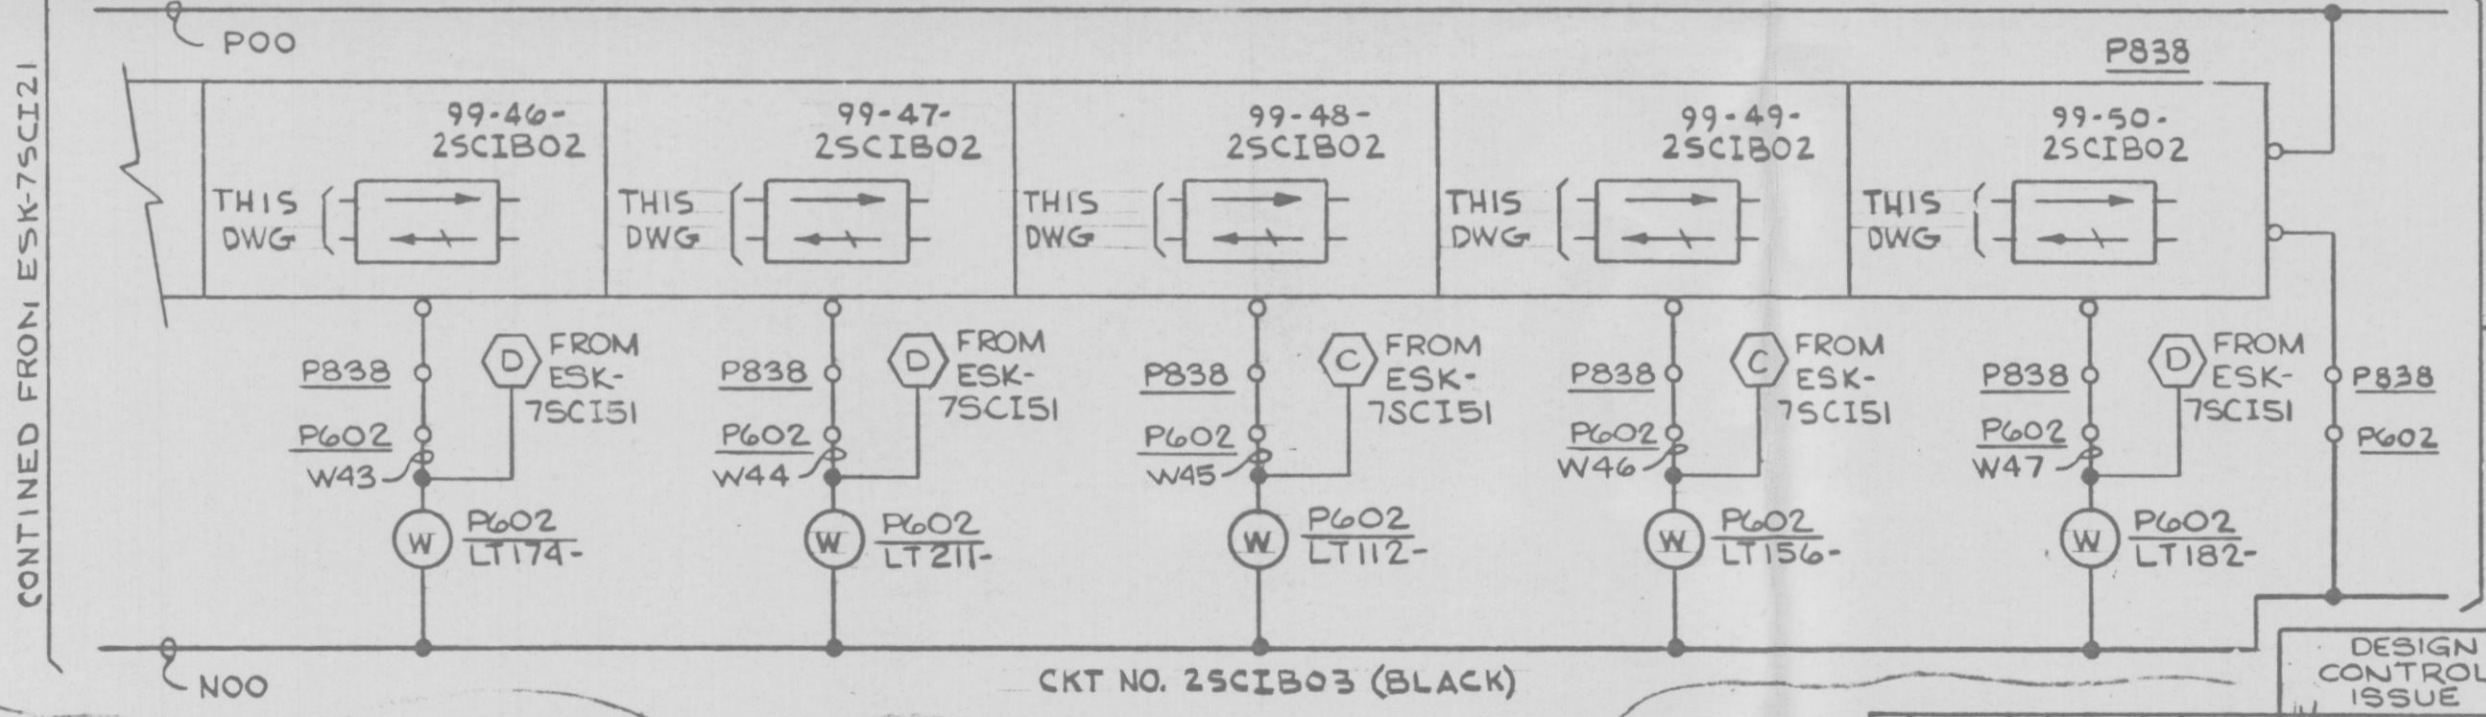 CONTINED FROM ESK-7SCI21
P00
P838
99-46-
2SCIB02
THIS
DWG
99-47-
2SCIB02
THIS
DWG
99-48-
2SCIB02
THIS
DWG
99-49-
2SCIB02
THIS
DWG
99-50-
2SCIB02
THIS
DWG
P838
D
FROM
ESK-
7SCI51
P602
W43
W
P602
LT174-
P838
D
FROM
ESK-
7SCI51
P602
W44
W
P602
LT211-
P838
C
FROM
ESK-
7SCI51
P602
W45
W
P602
LT112-
P838
C
FROM
ESK-
7SCI51
P602
W46
W
P602
LT156-
P838
D
FROM
ESK-
7SCI51
P602
W47
W
P602
LT182-
P838
P602
N00
CKT NO. 2SCIB03 (BLACK)
DESIGN
CONTROL
ISSUE